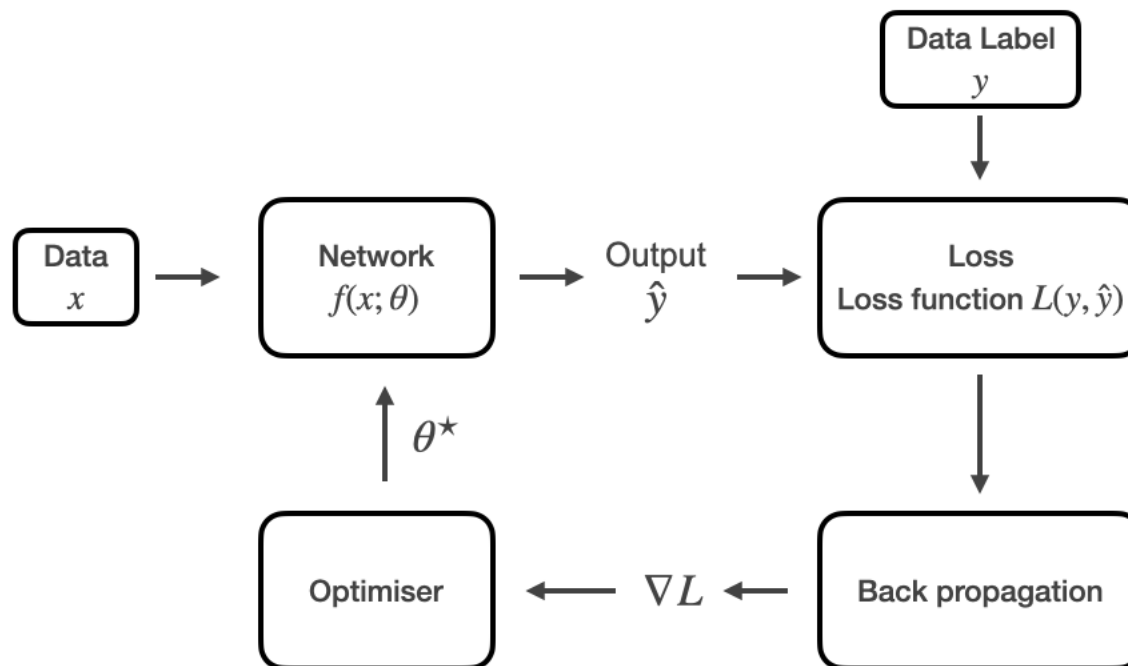 Data Label
y
Data
x
Network
f(x; θ)
Output
ŷ
Loss
Loss function L(y, ŷ)
θ★
Optimiser
∇L
Back propagation